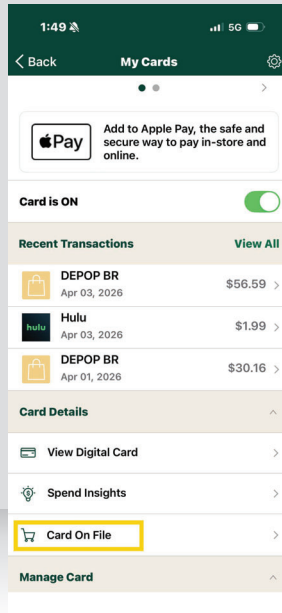 1:49
5G
Back
My Cards
Pay
Add to Apple Pay, the safe and
secure way to pay in-store and
online.
Card is ON
Recent Transactions
View All
DEPOP BR
Apr 03, 2026
$56.59
hulu
Hulu
Apr 03, 2026
$1.99
DEPOP BR
Apr 01, 2026
$30.16
Card Details
View Digital Card
Spend Insights
Card On File
Manage Card